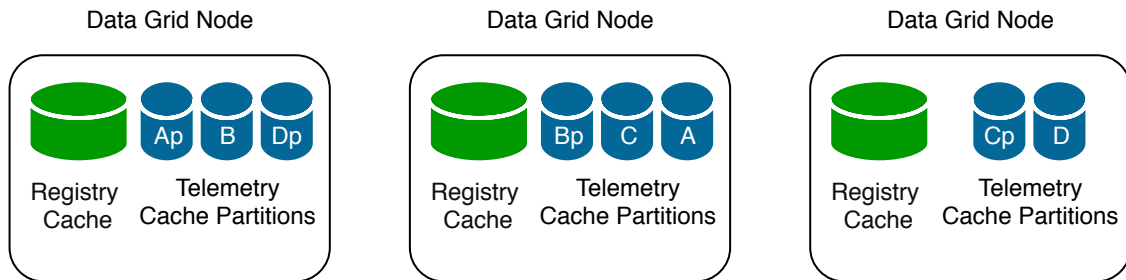 Data Grid Node
Ap B Dp
Registry
Cache
Telemetry
Cache Partitions
Data Grid Node
Bp C A
Registry
Cache
Telemetry
Cache Partitions
Data Grid Node
Cp D
Registry
Cache
Telemetry
Cache Partitions